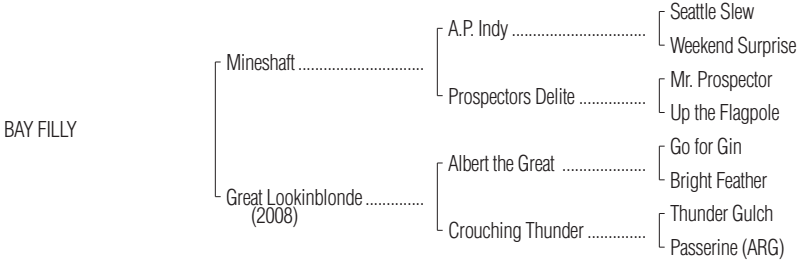 Seattle Slew
A.P. Indy ................................
Weekend Surprise
Mineshaft ..............................
Mr. Prospector
Prospectors Delite ................
Up the Flagpole
BAY FILLY
Go for Gin
Albert the Great ....................
Bright Feather
Great Lookinblonde ..............
(2008)
Thunder Gulch
Crouching Thunder ..............
Passerine (ARG)